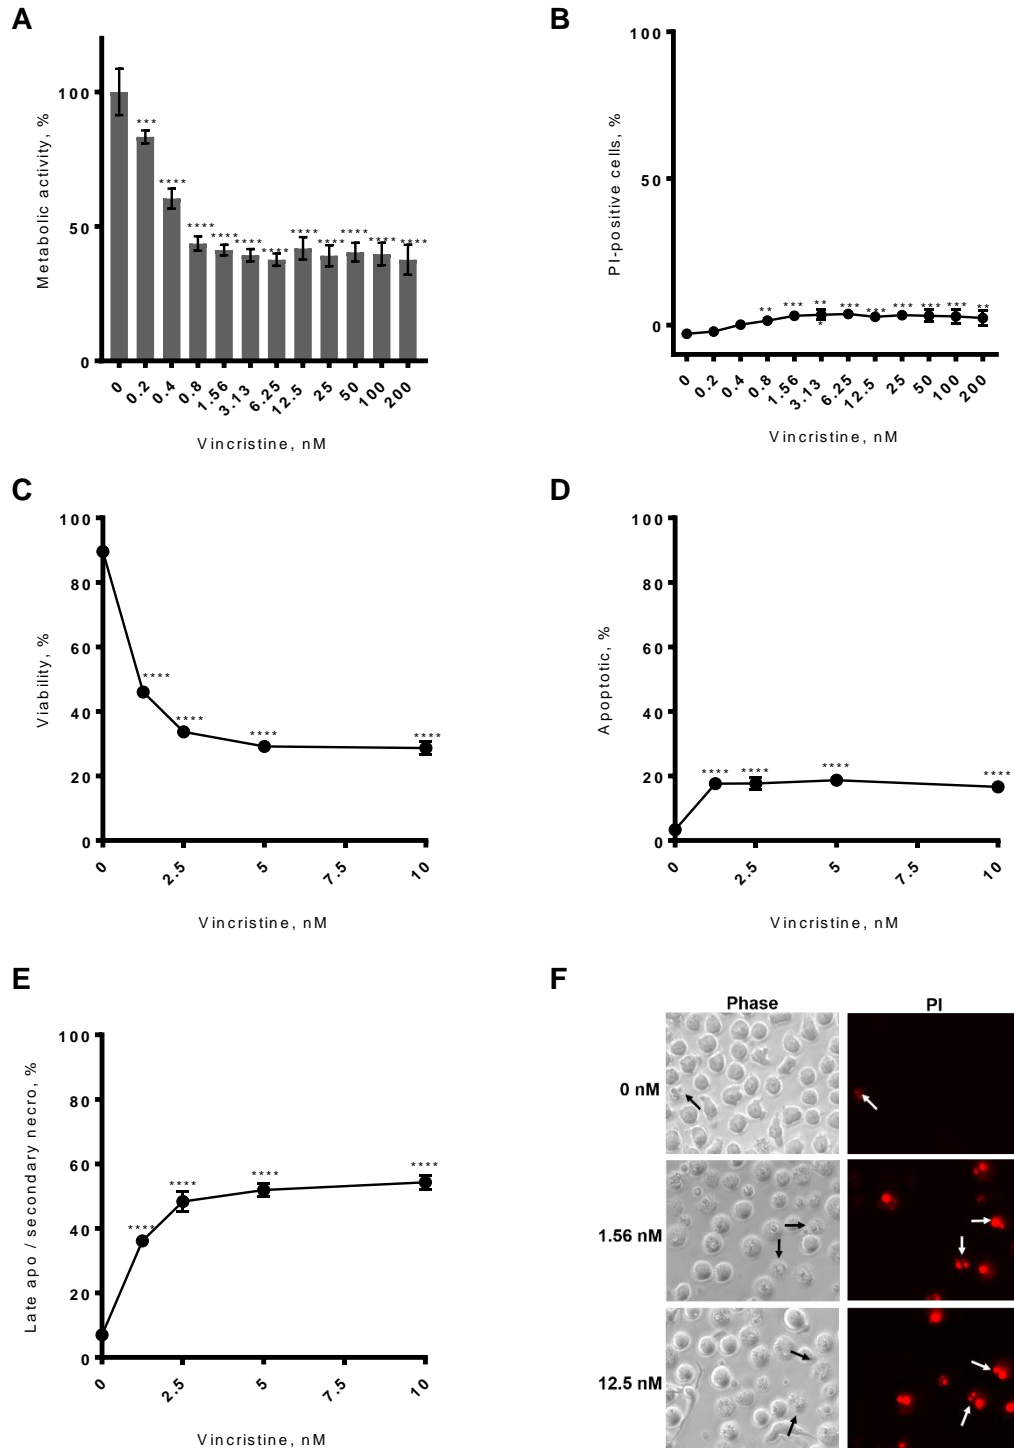 A
Metabolic activity, %
100
50
0
***
****
****
****
****
****
****
****
****
****
****
0 0.2 0.4 0.8 1.56 3.13 6.25 12.5 25 50 100 200
Vincristine, nM
B
PI-positive cells, %
100
50
0
**
***
**
*
***
***
***
***
***
**
0 0.2 0.4 0.8 1.56 3.13 6.25 12.5 25 50 100 200
Vincristine, nM
C
Viability, %
100
80
60
40
20
0
****
****
****
****
0 2.5 5 7.5 10
Vincristine, nM
D
Apoptotic, %
100
80
60
40
20
0
****
****
****
****
0 2.5 5 7.5 10
Vincristine, nM
E
Late apo / secondary necro, %
100
80
60
40
20
0
****
****
****
****
0 2.5 5 7.5 10
Vincristine, nM
F
Phase PI
0 nM
1.56 nM
12.5 nM